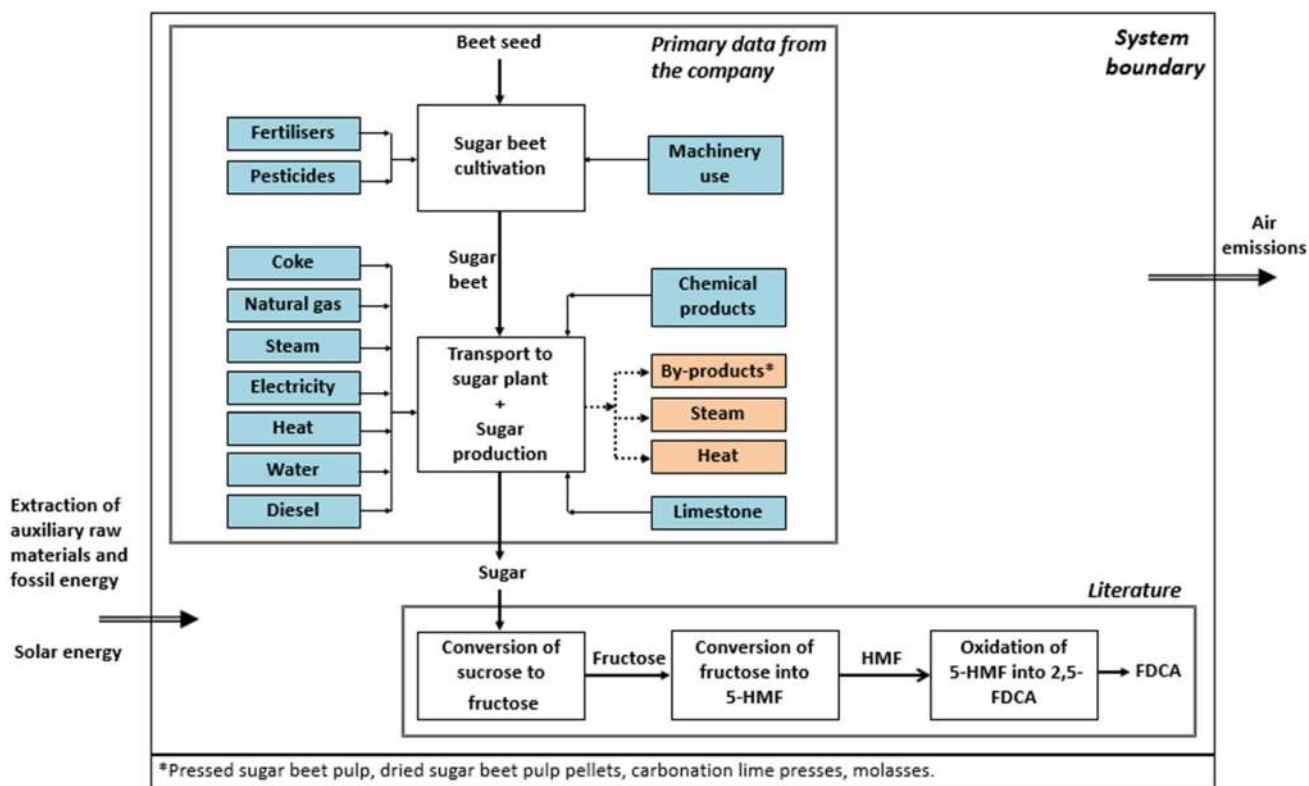 Beet seed
Primary data from
the company
System
boundary
Fertilisers
Pesticides
Sugar beet
cultivation
Machinery
use
Air
emissions
Sugar
beet
Coke
Natural gas
Steam
Electricity
Heat
Water
Diesel
Chemical
products
Transport to
sugar plant
+
Sugar
production
By-products*
Steam
Heat
Limestone
Extraction of
auxiliary raw
materials and
fossil energy
Solar energy
Sugar
Literature
Conversion of
sucrose to
fructose
Fructose
Conversion of
fructose into
5-HMF
HMF
Oxidation of
5-HMF into 2,5-
FDCA
FDCA
*Pressed sugar beet pulp, dried sugar beet pulp pellets, carbonation lime presses, molasses.